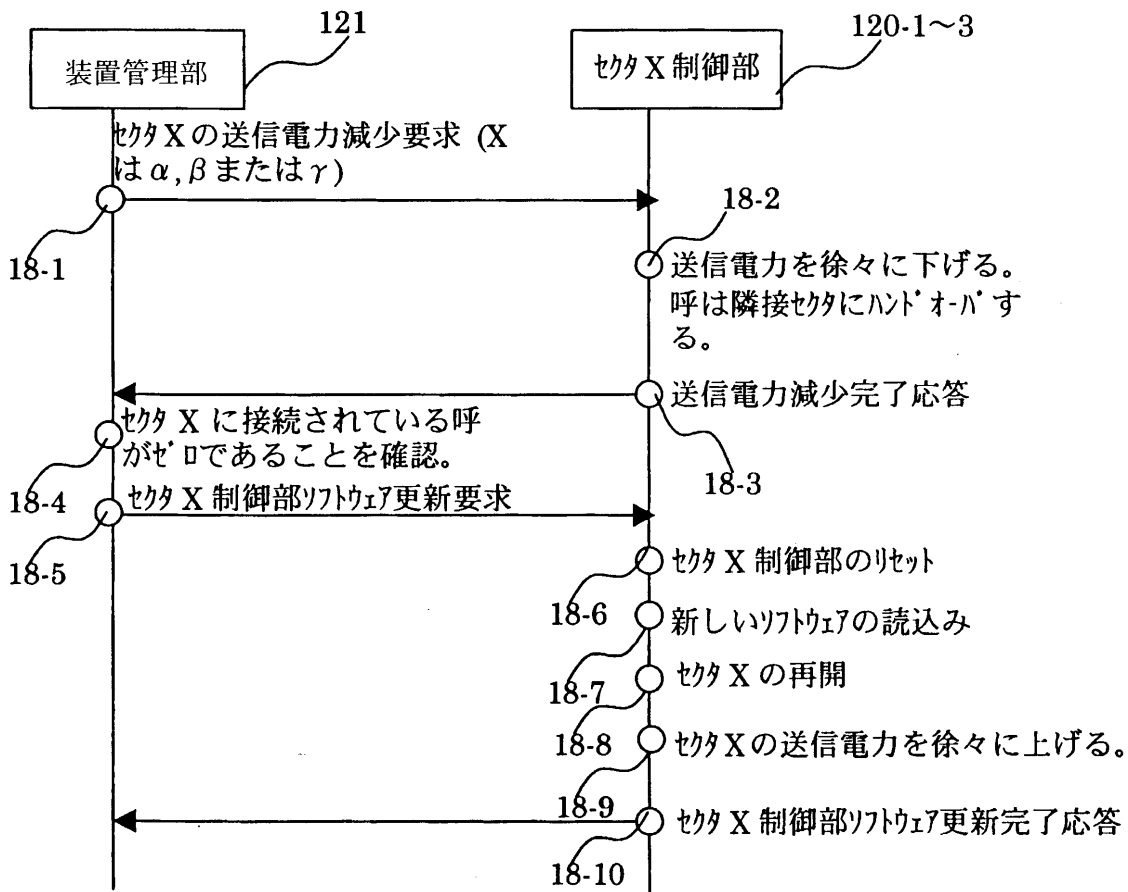 121
120-1～3
装置管理部
ｾｸﾀ X 制御部
ｾｸﾀ X の送信電力減少要求 (X
は α, β または γ)
18-1
18-2
送信電力を徐々に下げる。
呼は隣接ｾｸﾀにﾊﾝﾄﾞｵｰﾊﾞす
る。
送信電力減少完了応答
18-3
ｾｸﾀ X に接続されている呼
がｾﾞﾛであることを確認。
18-4
ｾｸﾀ X 制御部ｿﾌﾄｳｪｱ更新要求
18-5
ｾｸﾀ X 制御部のﾘｾｯﾄ
18-6
新しいｿﾌﾄｳｪｱの読込み
18-7
ｾｸﾀ X の再開
18-8
ｾｸﾀXの送信電力を徐々に上げる。
18-9
ｾｸﾀ X 制御部ｿﾌﾄｳｪｱ更新完了応答
18-10